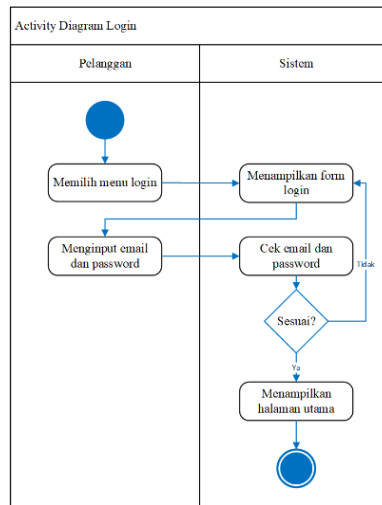 Activity Diagram Login
Pelanggan
Sistem
Memilih menu login
Menampilkan form
login
Menginput email
dan password
Cek email dan
password
Tidak
Sesuai?
Ya
Menampilkan
halaman utama